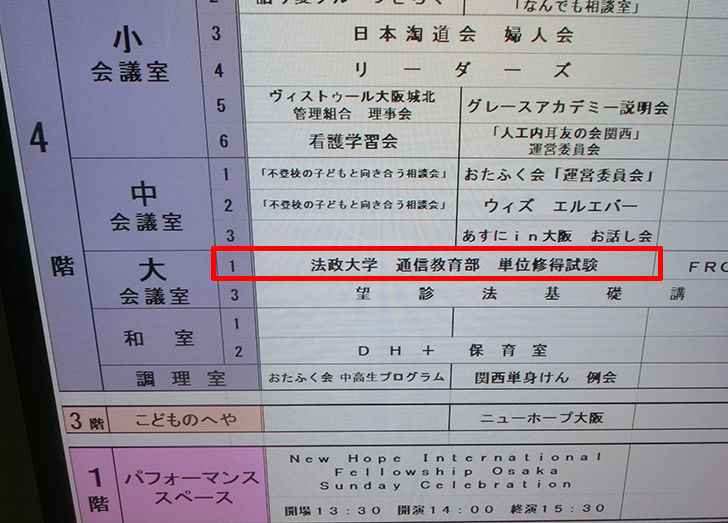 2
「なんでも相談室」
小
会議室
3
日本淘道会 婦人会
4
リーダーズ
5
ヴィストゥール大阪城北
管理組合 理事会
グレースアカデミー説明会
6
看護学習会
「人工内耳友の会関西」
運営委員会
4
階
中
会議室
1
「不登校の子どもと向き合う相談会」
おたふく会「運営委員会」
2
「不登校の子どもと向き合う相談会」
ウィズ エルエバー
3
あすにin大阪 お話し会
大
会議室
1
法政大学 通信教育部 単位修得試験
FRO
3
望診法基礎講
和室
1
2
DH+ 保育室
調理室
おたふく会 中高生プログラム
関西単身けん 例会
3階
こどものへや
ニューホープ大阪
1
階
パフォーマンス
スペース
New Hope International
Fellowship Osaka
Sunday Celebration
開場13:30 開演14:00 終演15:30